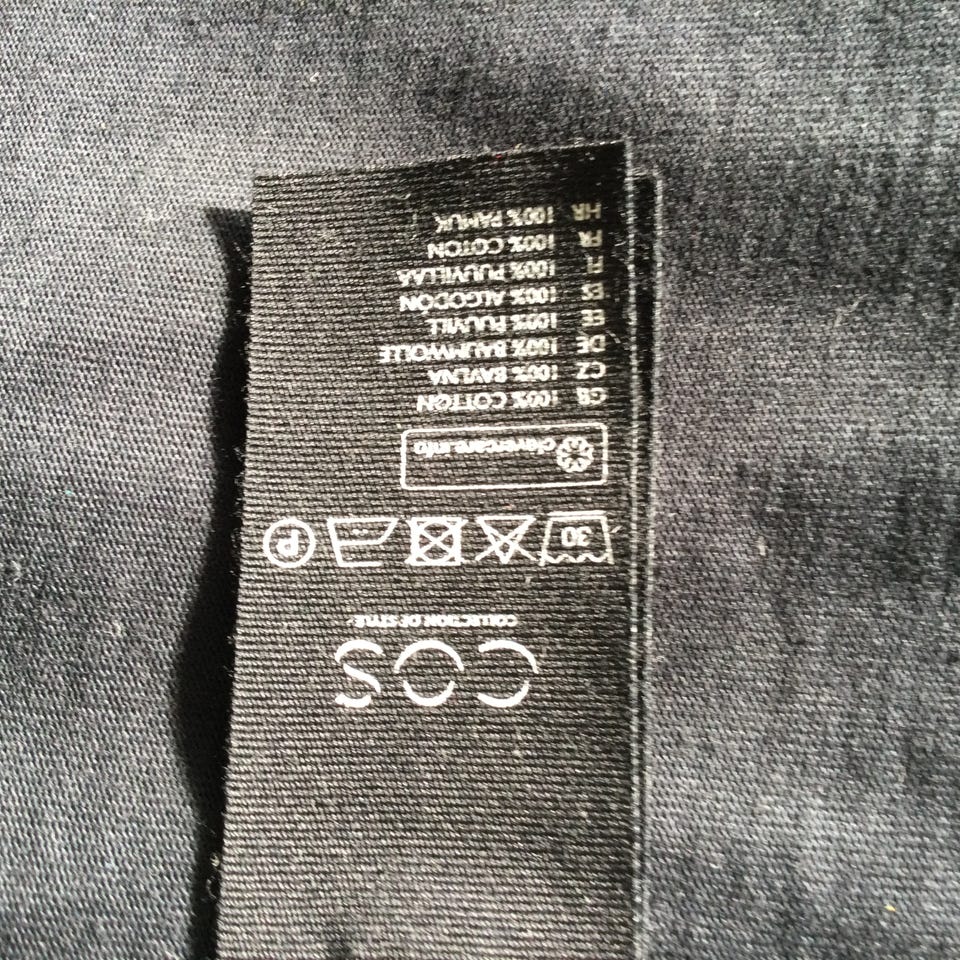 COS
COLLECTION OF STYLE
30
P
clevercare.info
GB 100% COTTON
CZ 100% BAVLNA
DE 100% BAUMWOLLE
EE 100% PUUVILL
ES 100% ALGODÓN
FI 100% PUUVILLAA
FR 100% COTON
HR 100% PAMUK